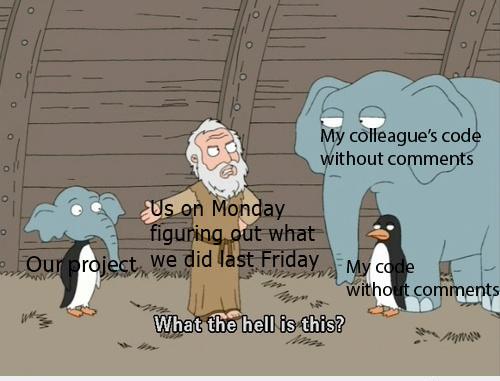 My colleague's code
without comments
Us on Monday
figuring out what
we did last Friday
Our project
My code
without comments
What the hell is this?